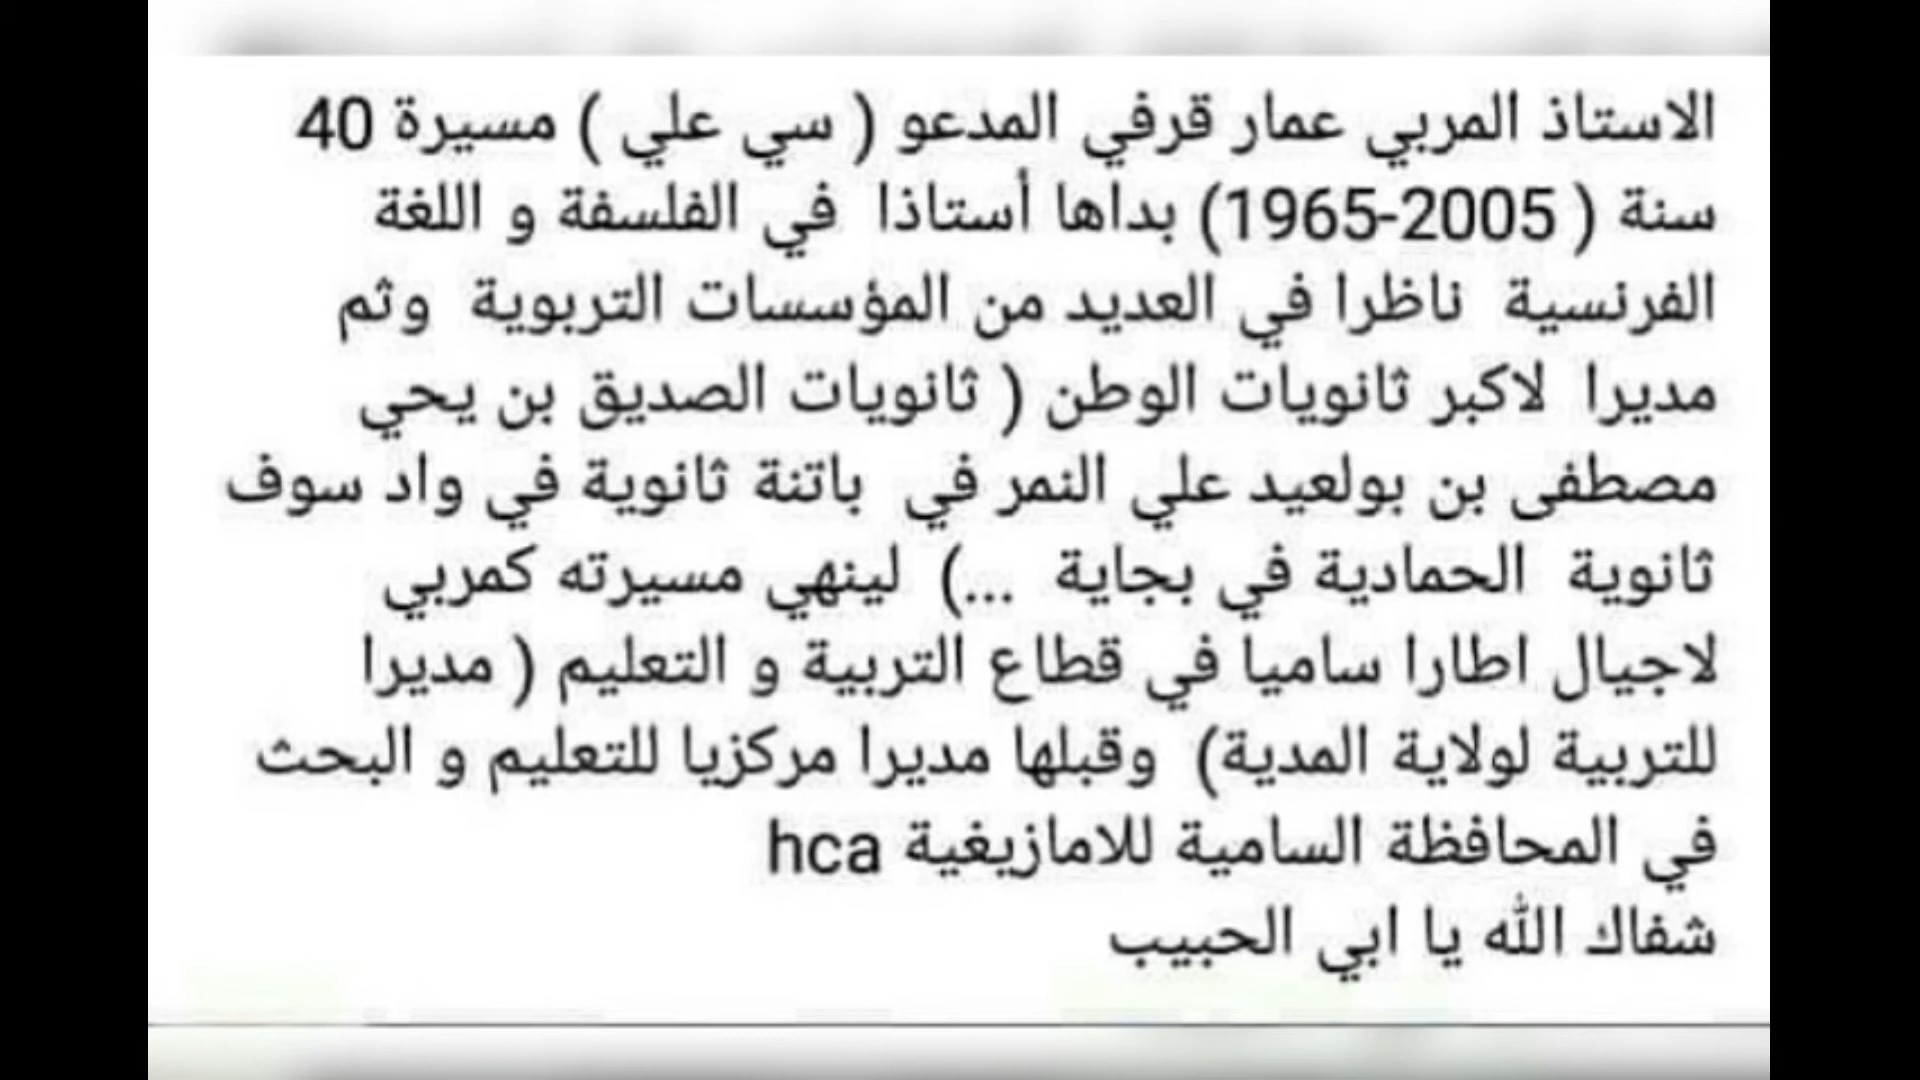 الاستاذ المربي عمار قرفي المدعو ( سي علي ) مسيرة 40
سنة ( 2005-1965) بداها أستاذا في الفلسفة و اللغة
الفرنسية ناظرا في العديد من المؤسسات التربوية وثم
مديرا لاكبر ثانويات الوطن ( ثانويات الصديق بن يحي
مصطفى بن بولعيد علي النمر في باتنة ثانوية في واد سوف
ثانوية الحمادية في بجاية ...) لينهي مسيرته كمربي
لاجيال اطارا ساميا في قطاع التربية و التعليم ( مديرا
للتربية لولاية المدية) وقبلها مديرا مركزيا للتعليم و البحث
في المحافظة السامية للامازيغية hca
شفاك الله يا ابي الحبيب